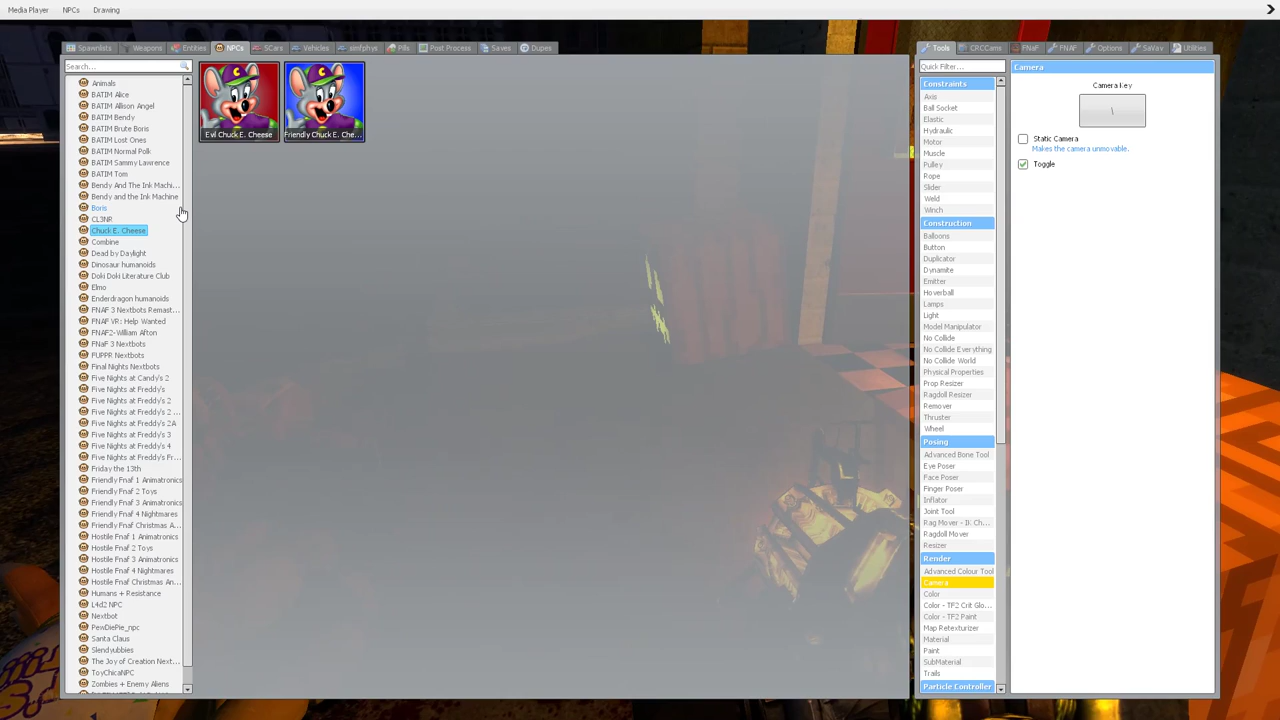 Media Player NPCs Drawing
Spawnlists Weapons Entities NPCs SCars Vehicles simfphys Pills Post Process Saves Dupes
Search...
Animals
BATIM Alice
BATIM Allison Angel
BATIM Bendy
BATIM Brute Boris
BATIM Lost Ones
BATIM Normal Polk
BATIM Sammy Lawrence
BATIM Tom
Bendy And The Ink Machi...
Bendy and the Ink Machine
Boris
CL3NR
Chuck E. Cheese
Combine
Dead by Daylight
Dinosaur humanoids
Doki Doki Literature Club
Elmo
Enderdragon humanoids
FNAF 3 Nextbots Remast...
FNAF VR: Help Wanted
FNAF2-William Afton
FNaF 3 Nextbots
FUPPR Nextbots
Final Nights Nextbots
Five Nights at Candy's 2
Five Nights at Freddy's
Five Nights at Freddy's 2
Five Nights at Freddy's 2 ...
Five Nights at Freddy's 2A
Five Nights at Freddy's 3
Five Nights at Freddy's 4
Five Nights at Freddy's Fr...
Friday the 13th
Friendly Fnaf 1 Animatronics
Friendly Fnaf 2 Toys
Friendly Fnaf 3 Animatronics
Friendly Fnaf 4 Nightmares
Friendly Fnaf Christmas A...
Hostile Fnaf 1 Animatronics
Hostile Fnaf 2 Toys
Hostile Fnaf 3 Animatronics
Hostile Fnaf 4 Nightmares
Hostile Fnaf Christmas An...
Humans + Resistance
L4d2 NPC
Nextbot
PewDiePie_npc
Santa Claus
Slendyubbies
The Joy of Creation Next...
ToyChicaNPC
Zombies + Enemy Aliens
Evil Chuck E. Cheese
Friendly Chuck E. Che...
Tools CRCCams FNaF FNAF Options SaVav Utilities
Quick Filter...
Constraints
Axis
Ball Socket
Elastic
Hydraulic
Motor
Muscle
Pulley
Rope
Slider
Weld
Winch
Construction
Balloons
Button
Duplicator
Dynamite
Emitter
Hoverball
Lamps
Light
Model Manipulator
No Collide
No Collide Everything
No Collide World
Physical Properties
Prop Resizer
Ragdoll Resizer
Remover
Thruster
Wheel
Posing
Advanced Bone Tool
Eye Poser
Face Poser
Finger Poser
Inflator
Joint Tool
Rag Mover - IK Ch...
Ragdoll Mover
Resizer
Render
Advanced Colour Tool
Camera
Color
Color - TF2 Crit Glo...
Color - TF2 Paint
Map Retexturizer
Material
Paint
SubMaterial
Trails
Particle Controller
Camera
Camera Key
\
Static Camera
Makes the camera unmovable.
Toggle